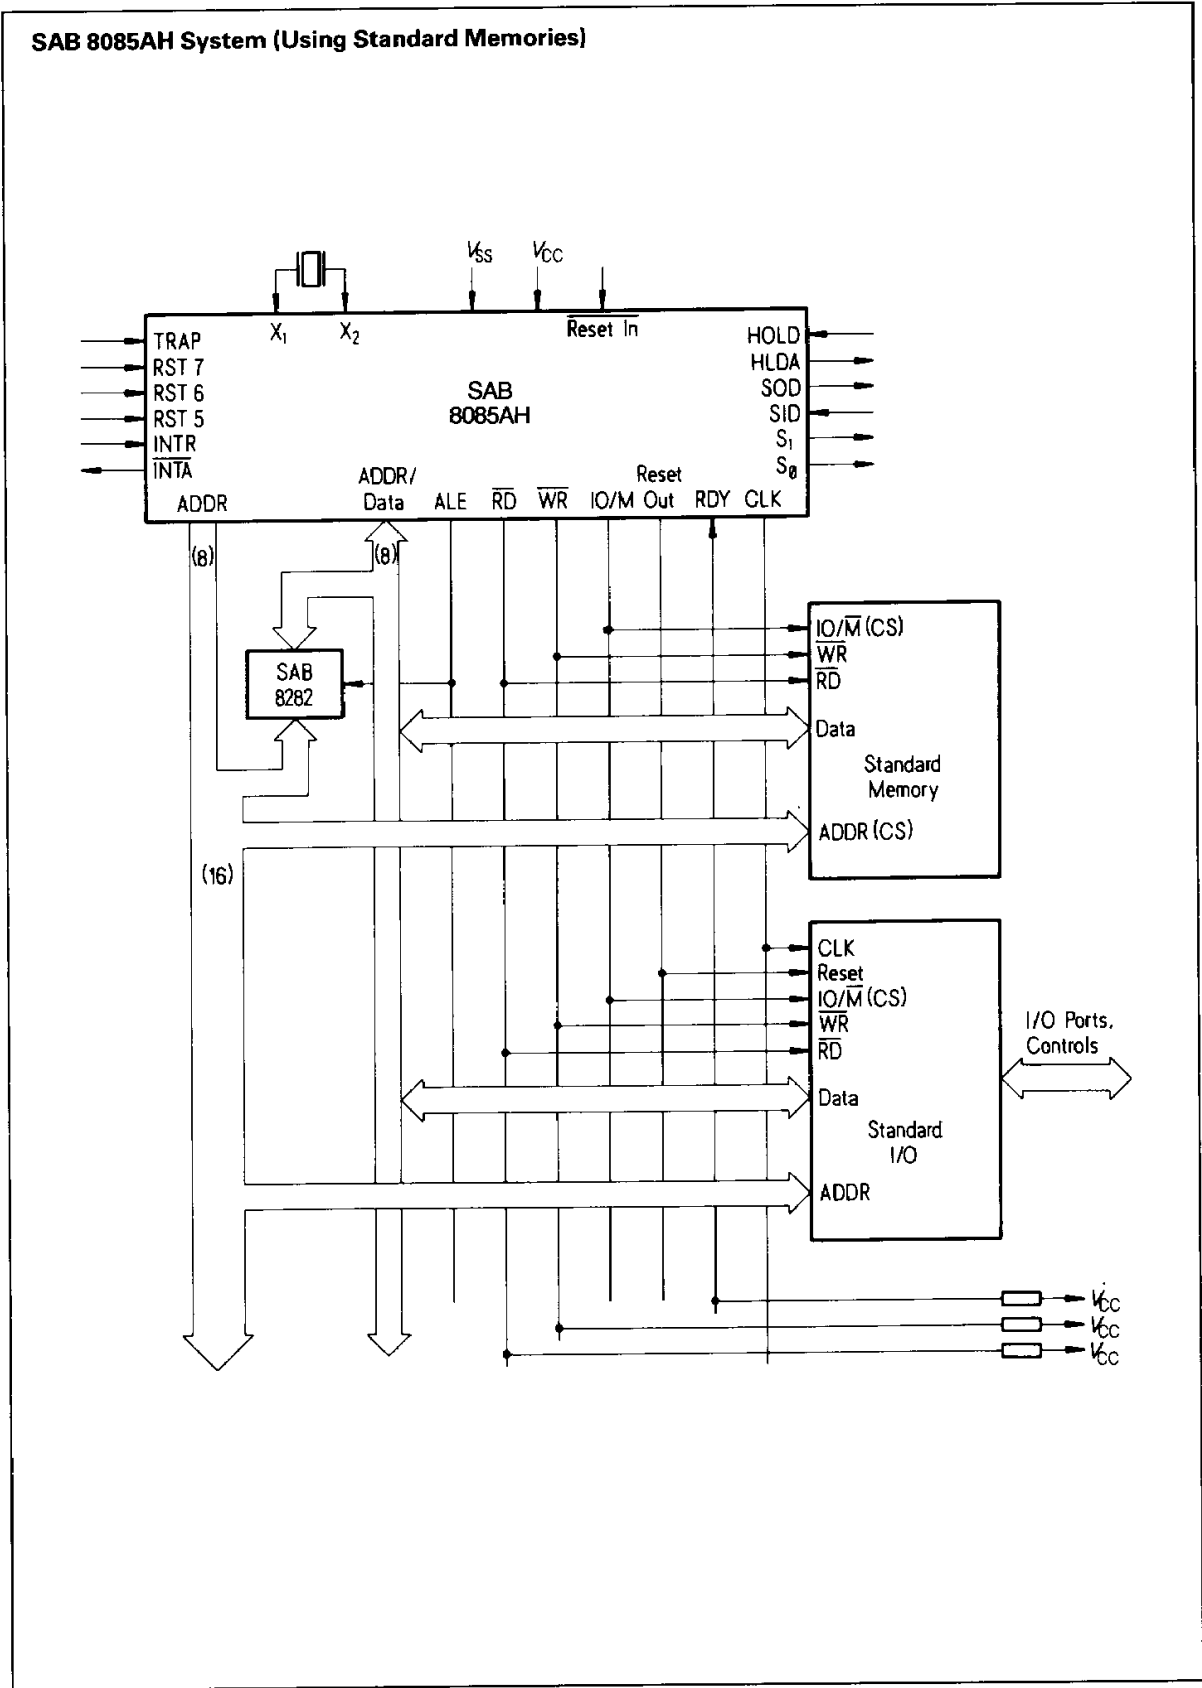 SAB 8085AH System (Using Standard Memories)
VSS
VCC
X1
X2
Reset In
TRAP
RST 7
RST 6
RST 5
INTR
INTA
SAB
8085AH
HOLD
HLDA
SOD
SID
S1
S0
ADDR
ADDR/
Data
ALE
RD
WR
IO/M
Reset
Out
RDY
CLK
(8)
(8)
SAB
8282
IO/M (CS)
WR
RD
Data
Standard
Memory
ADDR (CS)
(16)
CLK
Reset
IO/M (CS)
WR
RD
Data
Standard
I/O
ADDR
I/O Ports,
Controls
VCC
VCC
VCC